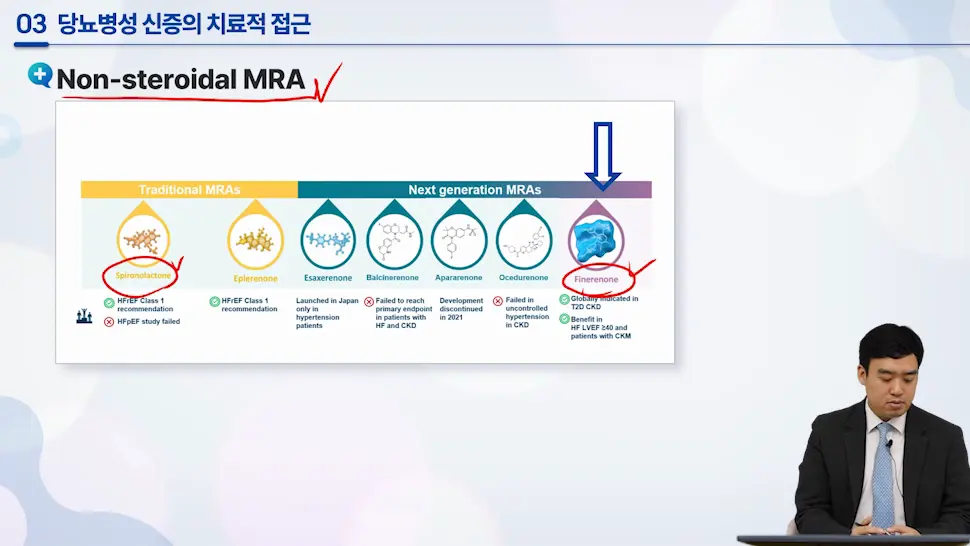 03 당뇨병성 신증의 치료적 접근
Non-steroidal MRA
Traditional MRAs
Next generation MRAs
Spironolactone
Eplerenone
Esaxerenone
Balcinerenone
Apararenone
Ocedurenone
Finerenone
HFrEF Class 1
recommendation
HFpEF study failed
HFrEF Class 1
recommendation
Launched in Japan
only in
hypertension
patients
Failed to reach
primary endpoint
in patients with
HF and CKD
Development
discontinued
in 2021
Failed in
uncontrolled
hypertension
in CKD
Globally indicated in
T2D CKD
Benefit in
HF LVEF ≥40 and
patients with CKM